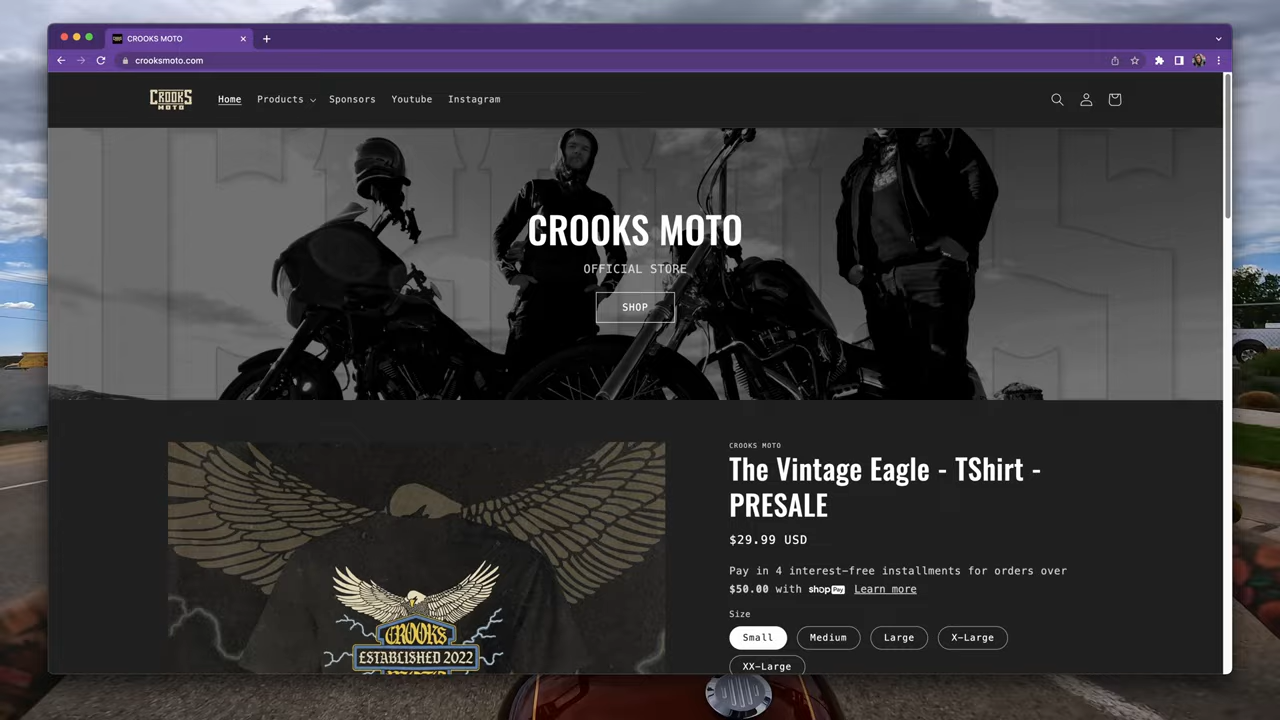 CROOKS MOTO
crooksmoto.com
CROOKS
MOTO
Home Products Sponsors Youtube Instagram
CROOKS MOTO
OFFICIAL STORE
SHOP
CROOKS MOTO
The Vintage Eagle - TShirt -
PRESALE
$29.99 USD
Pay in 4 interest-free installments for orders over
$50.00 with shop Pay Learn more
Size
Small Medium Large X-Large
XX-Large
CROOKS
ESTABLISHED 2022